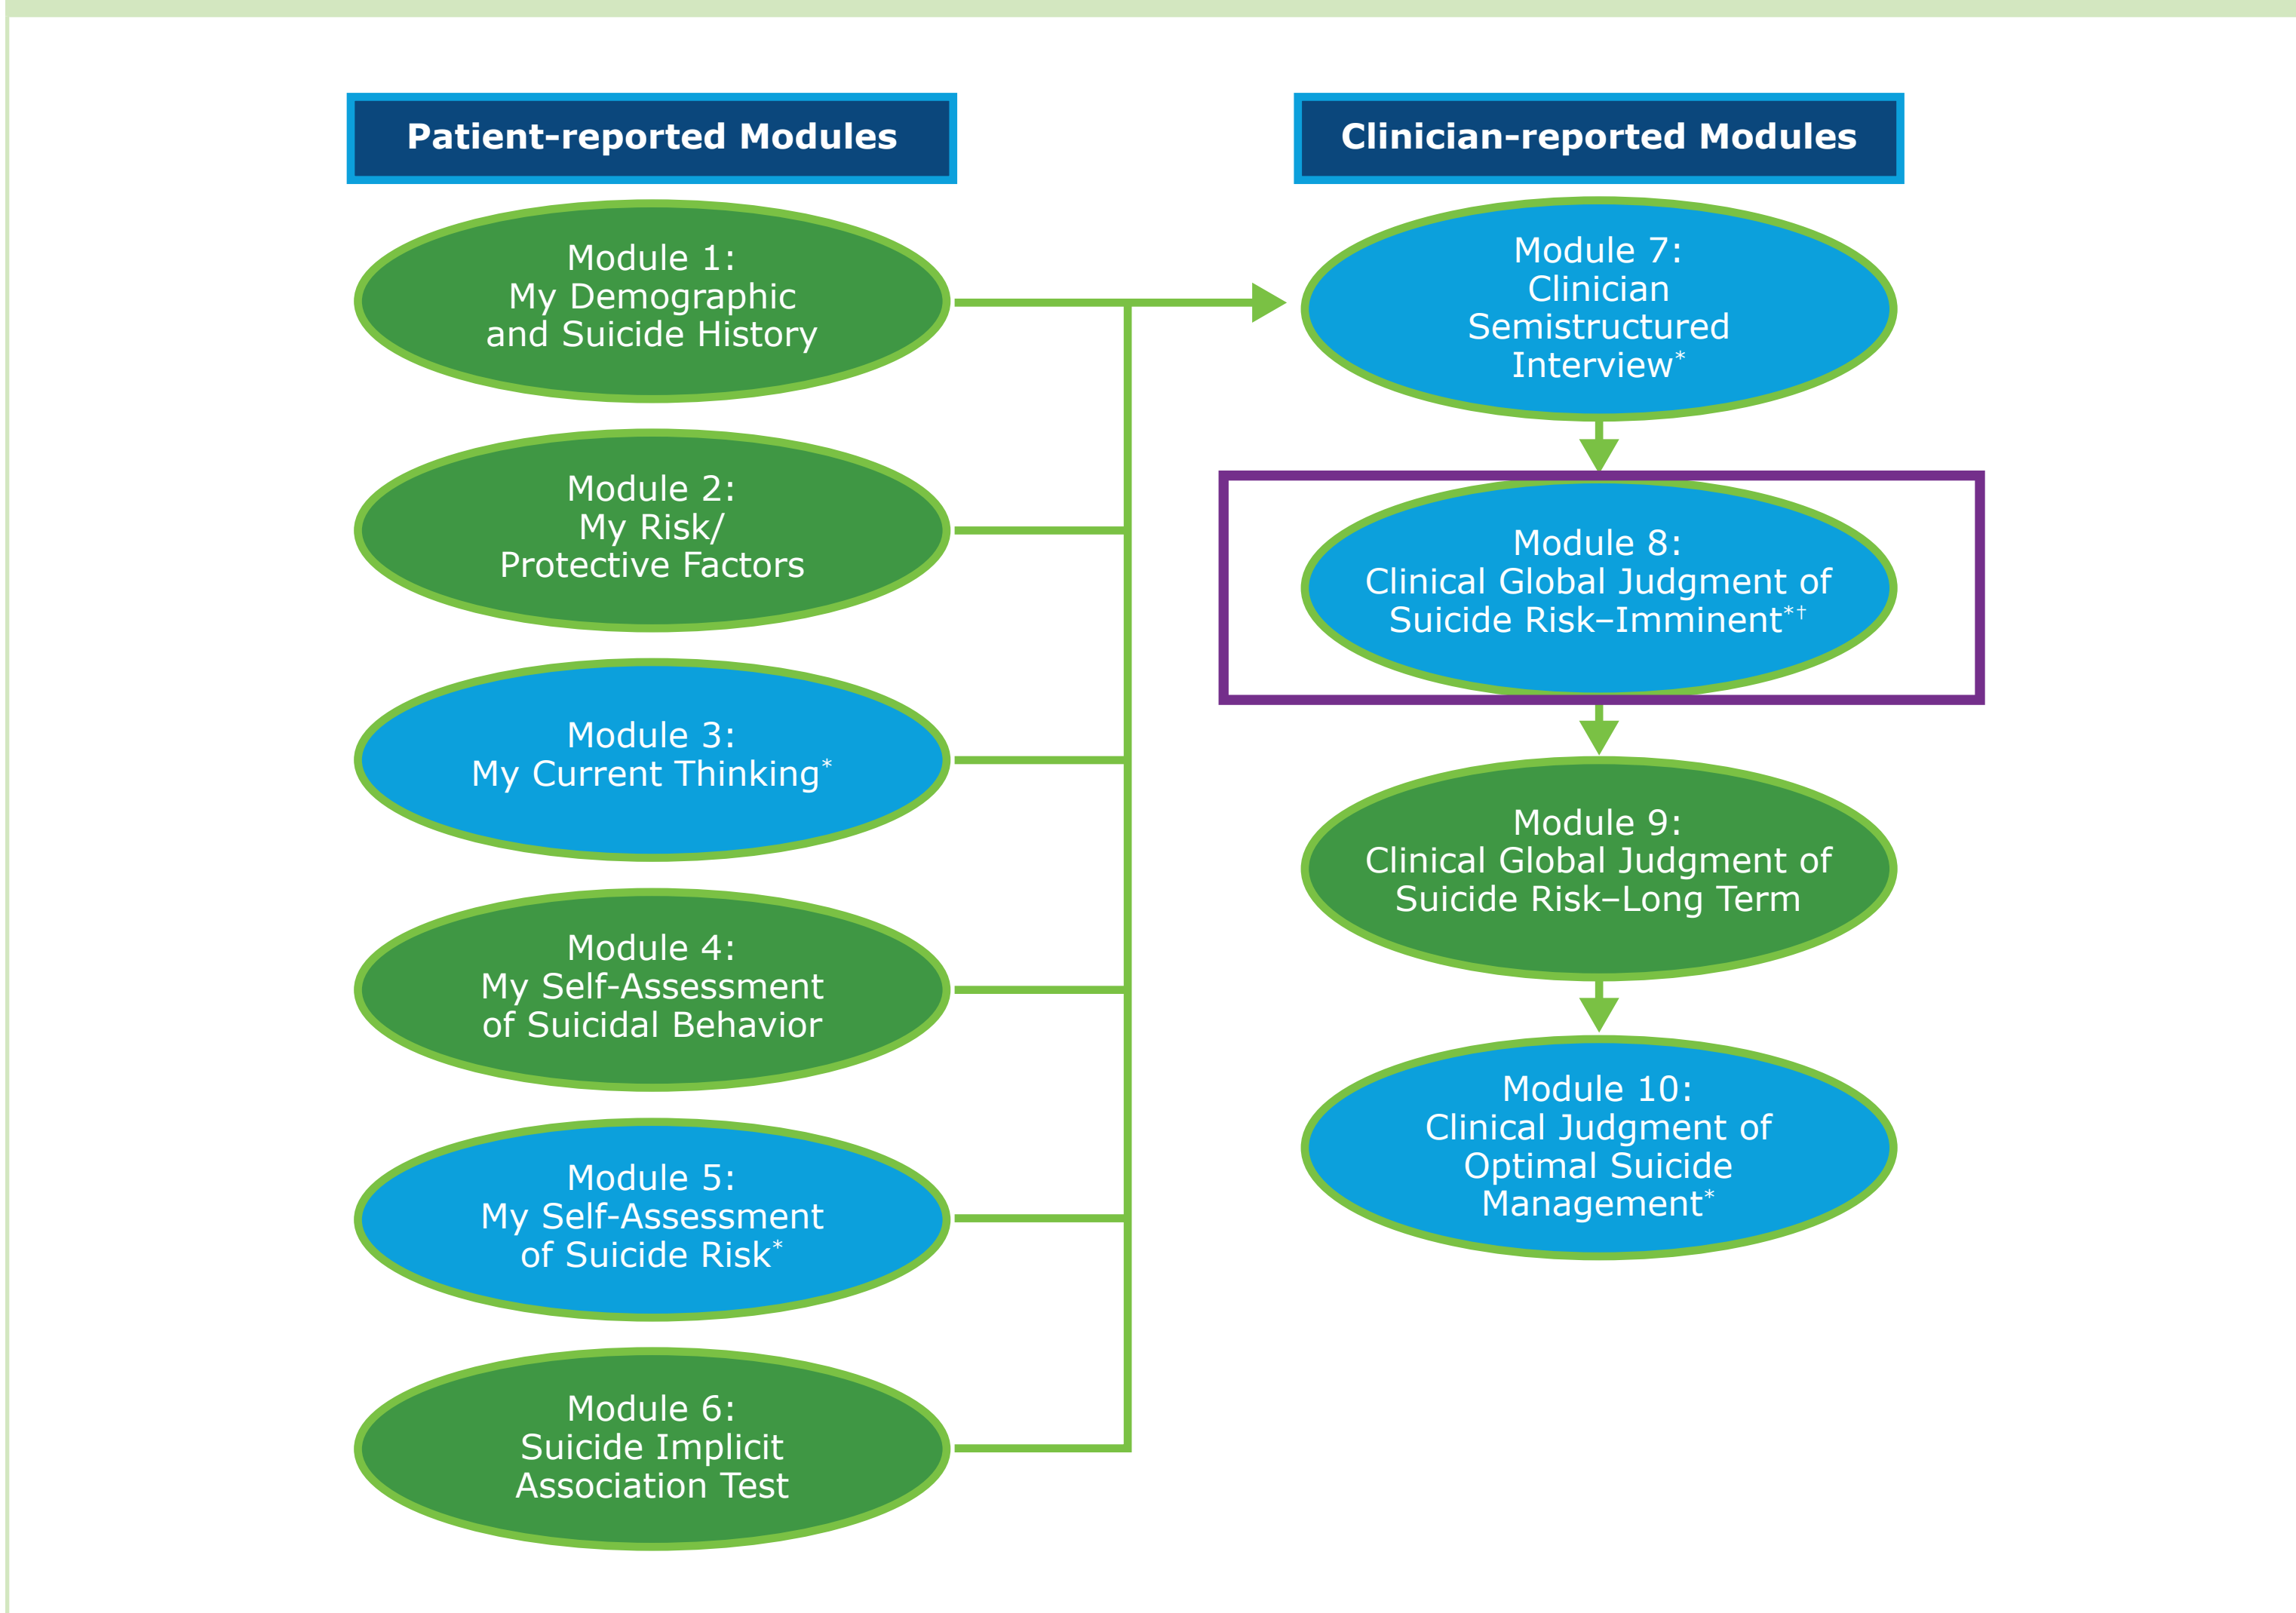 Patient-reported Modules
Module 1:
My Demographic
and Suicide History
Module 2:
My Risk/
Protective Factors
Module 3:
My Current Thinking*
Module 4:
My Self-Assessment
of Suicidal Behavior
Module 5:
My Self-Assessment
of Suicide Risk*
Module 6:
Suicide Implicit
Association Test
Clinician-reported Modules
Module 7:
Clinician
Semistructured
Interview*
Module 8:
Clinical Global Judgment of
Suicide Risk–Imminent*†
Module 9:
Clinical Global Judgment of
Suicide Risk–Long Term
Module 10:
Clinical Judgment of
Optimal Suicide
Management*